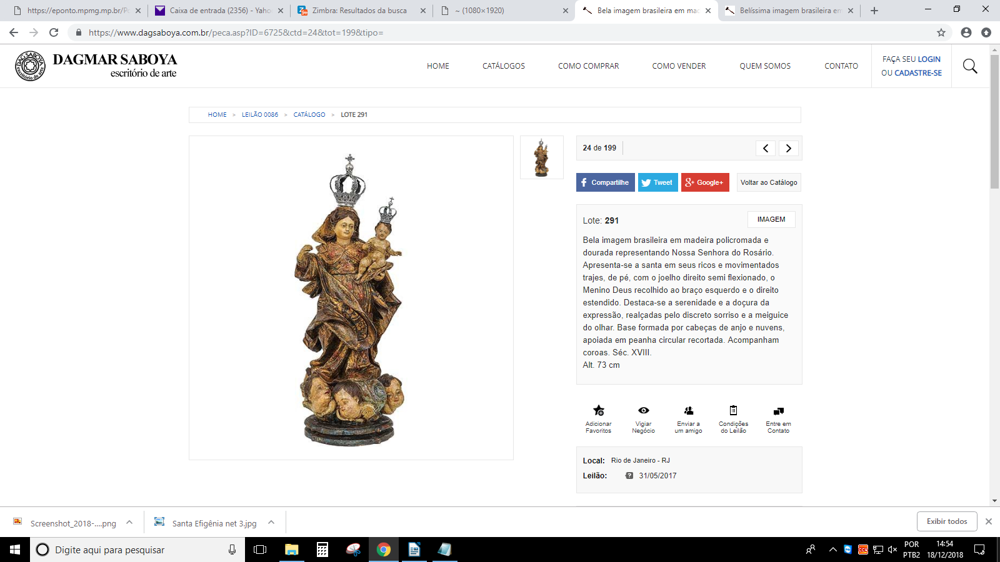 https://eponto.mpmg.mp.br/Po
Caixa de entrada (2356) - Yaho
Zimbra: Resultados da busca
~ (1080×1920)
Bela imagem brasileira em mad
Belíssima imagem brasileira em
https://www.dagsaboya.com.br/peca.asp?ID=6725&ctd=24&tot=199&tipo=
DAG SABOYA
escritório de arte
DAGMAR SABOYA
escritório de arte
HOME
CATÁLOGOS
COMO COMPRAR
COMO VENDER
QUEM SOMOS
CONTATO
FAÇA SEU LOGIN
OU CADASTRE-SE
HOME > LEILÃO 0086 > CATÁLOGO > LOTE 291
24 de 199
Compartilhe
Tweet
Google+
Voltar ao Catálogo
Lote: 291
IMAGEM
Bela imagem brasileira em madeira policromada e
dourada representando Nossa Senhora do Rosário.
Apresenta-se a santa em seus ricos e movimentados
trajes, de pé, com o joelho direito semi flexionado, o
Menino Deus recolhido ao braço esquerdo e o direito
estendido. Destaca-se a serenidade e a doçura da
expressão, realçadas pelo discreto sorriso e a meiguice
do olhar. Base formada por cabeças de anjo e nuvens,
apoiada em peanha circular recortada. Acompanham
coroas. Séc. XVIII.
Alt. 73 cm
Adicionar
Favoritos
Vigiar
Negócio
Enviar a
um amigo
Condições
do Leilão
Entre em
Contato
Local: Rio de Janeiro - RJ
Leilão: 31/05/2017
Screenshot_2018-....png
Santa Efigênia net 3.jpg
Exibir todos
Digite aqui para pesquisar
POR
PTB2
14:54
18/12/2018